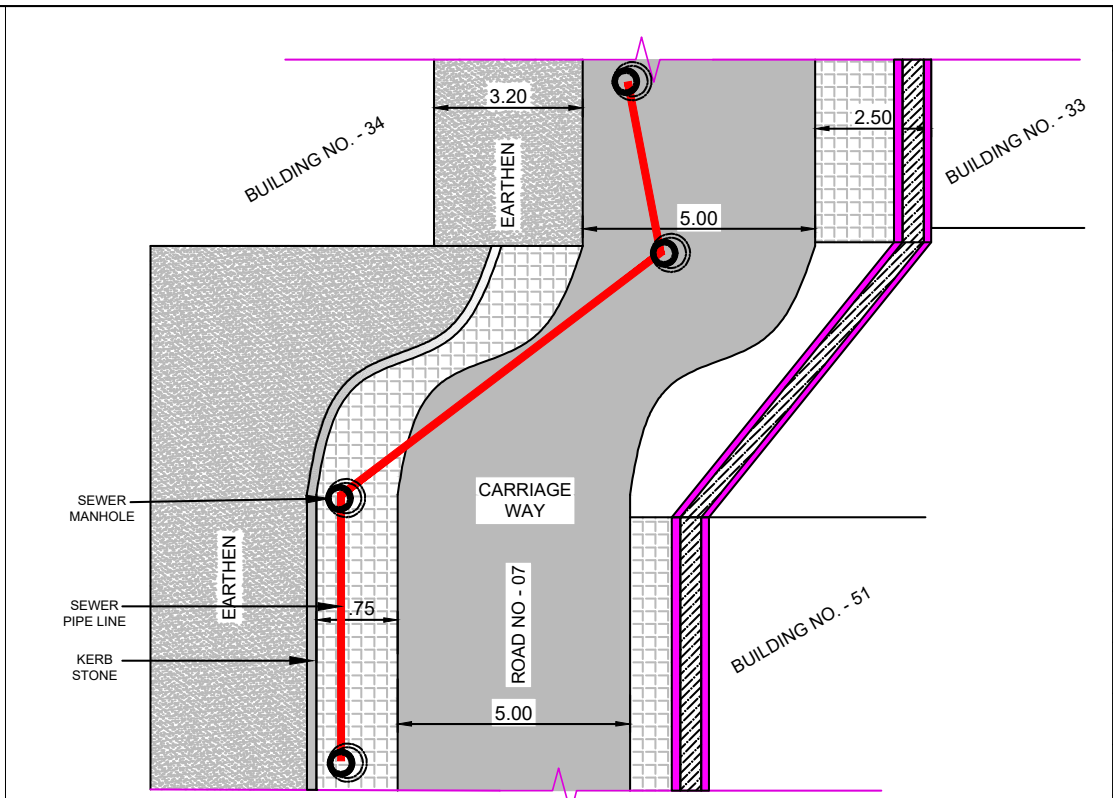 3.20
BUILDING NO. - 34
EARTHEN
2.50
BUILDING NO. - 33
5.00
SEWER
MANHOLE
CARRIAGE
WAY
EARTHEN
SEWER
PIPE LINE
.75
ROAD NO - 07
BUILDING NO. - 51
KERB
STONE
5.00